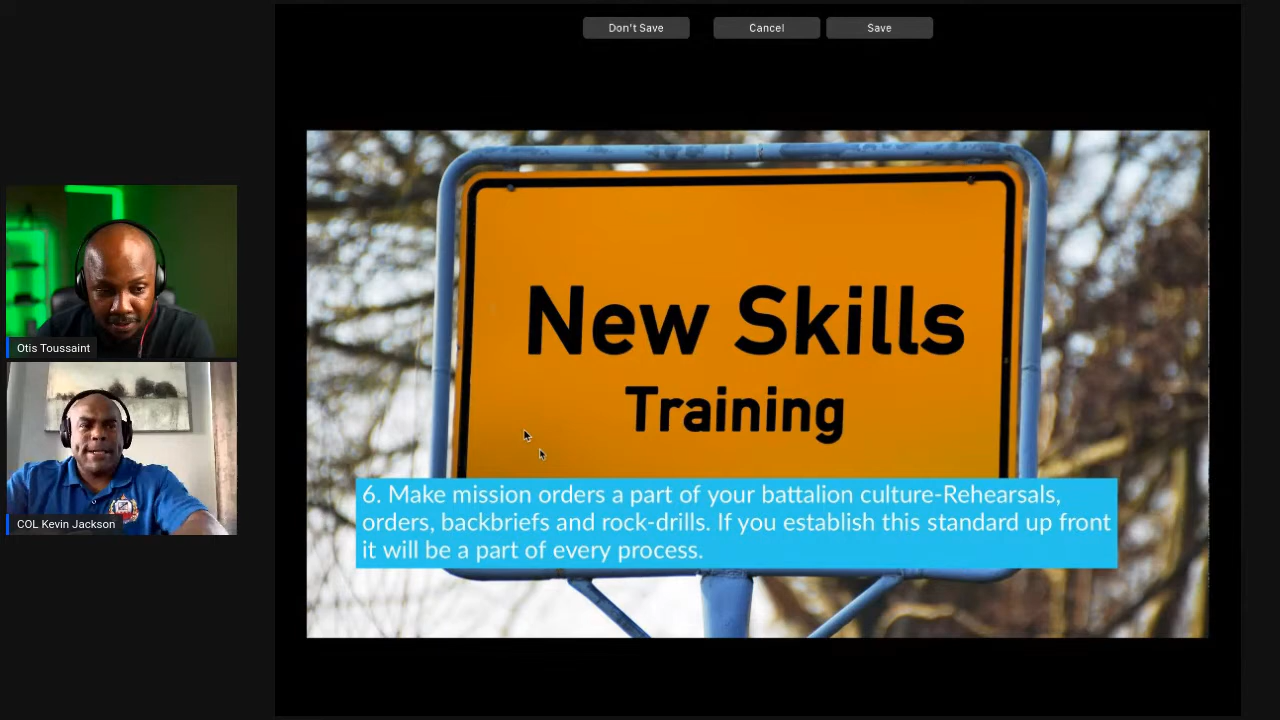 Don't Save
Cancel
Save
New Skills
Training
6. Make mission orders a part of your battalion culture-Rehearsals,
orders, backbriefs and rock-drills. If you establish this standard up front
it will be a part of every process.
Otis Toussaint
COL Kevin Jackson